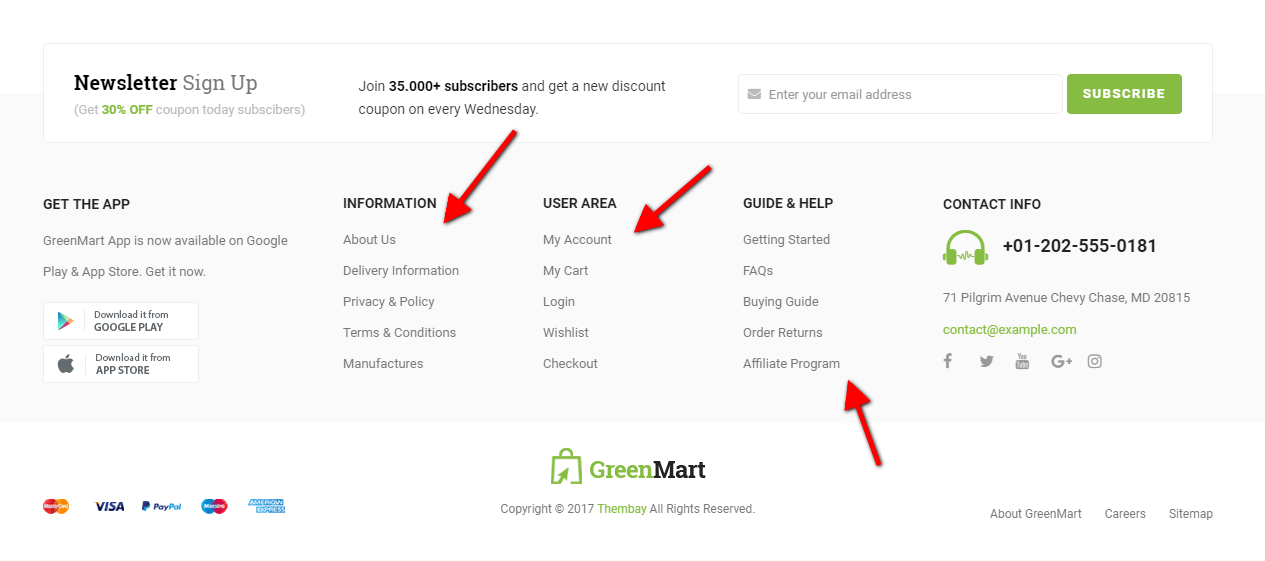 Newsletter Sign Up
(Get 30% OFF coupon today subscibers)
Join 35.000+ subscribers and get a new discount
coupon on every Wednesday.
Enter your email address
SUBSCRIBE
GET THE APP
GreenMart App is now available on Google
Play & App Store. Get it now.
Download it from
GOOGLE PLAY
Download it from
APP STORE
INFORMATION
About Us
Delivery Information
Privacy & Policy
Terms & Conditions
Manufactures
USER AREA
My Account
My Cart
Login
Wishlist
Checkout
GUIDE & HELP
Getting Started
FAQs
Buying Guide
Order Returns
Affiliate Program
CONTACT INFO
+01-202-555-0181
71 Pilgrim Avenue Chevy Chase, MD 20815
contact@example.com
You
Tube
MasterCard
VISA
PayPal
Maestro
AMERICAN
EXPRESS
GreenMart
Copyright © 2017 Thembay All Rights Reserved.
About GreenMart
Careers
Sitemap